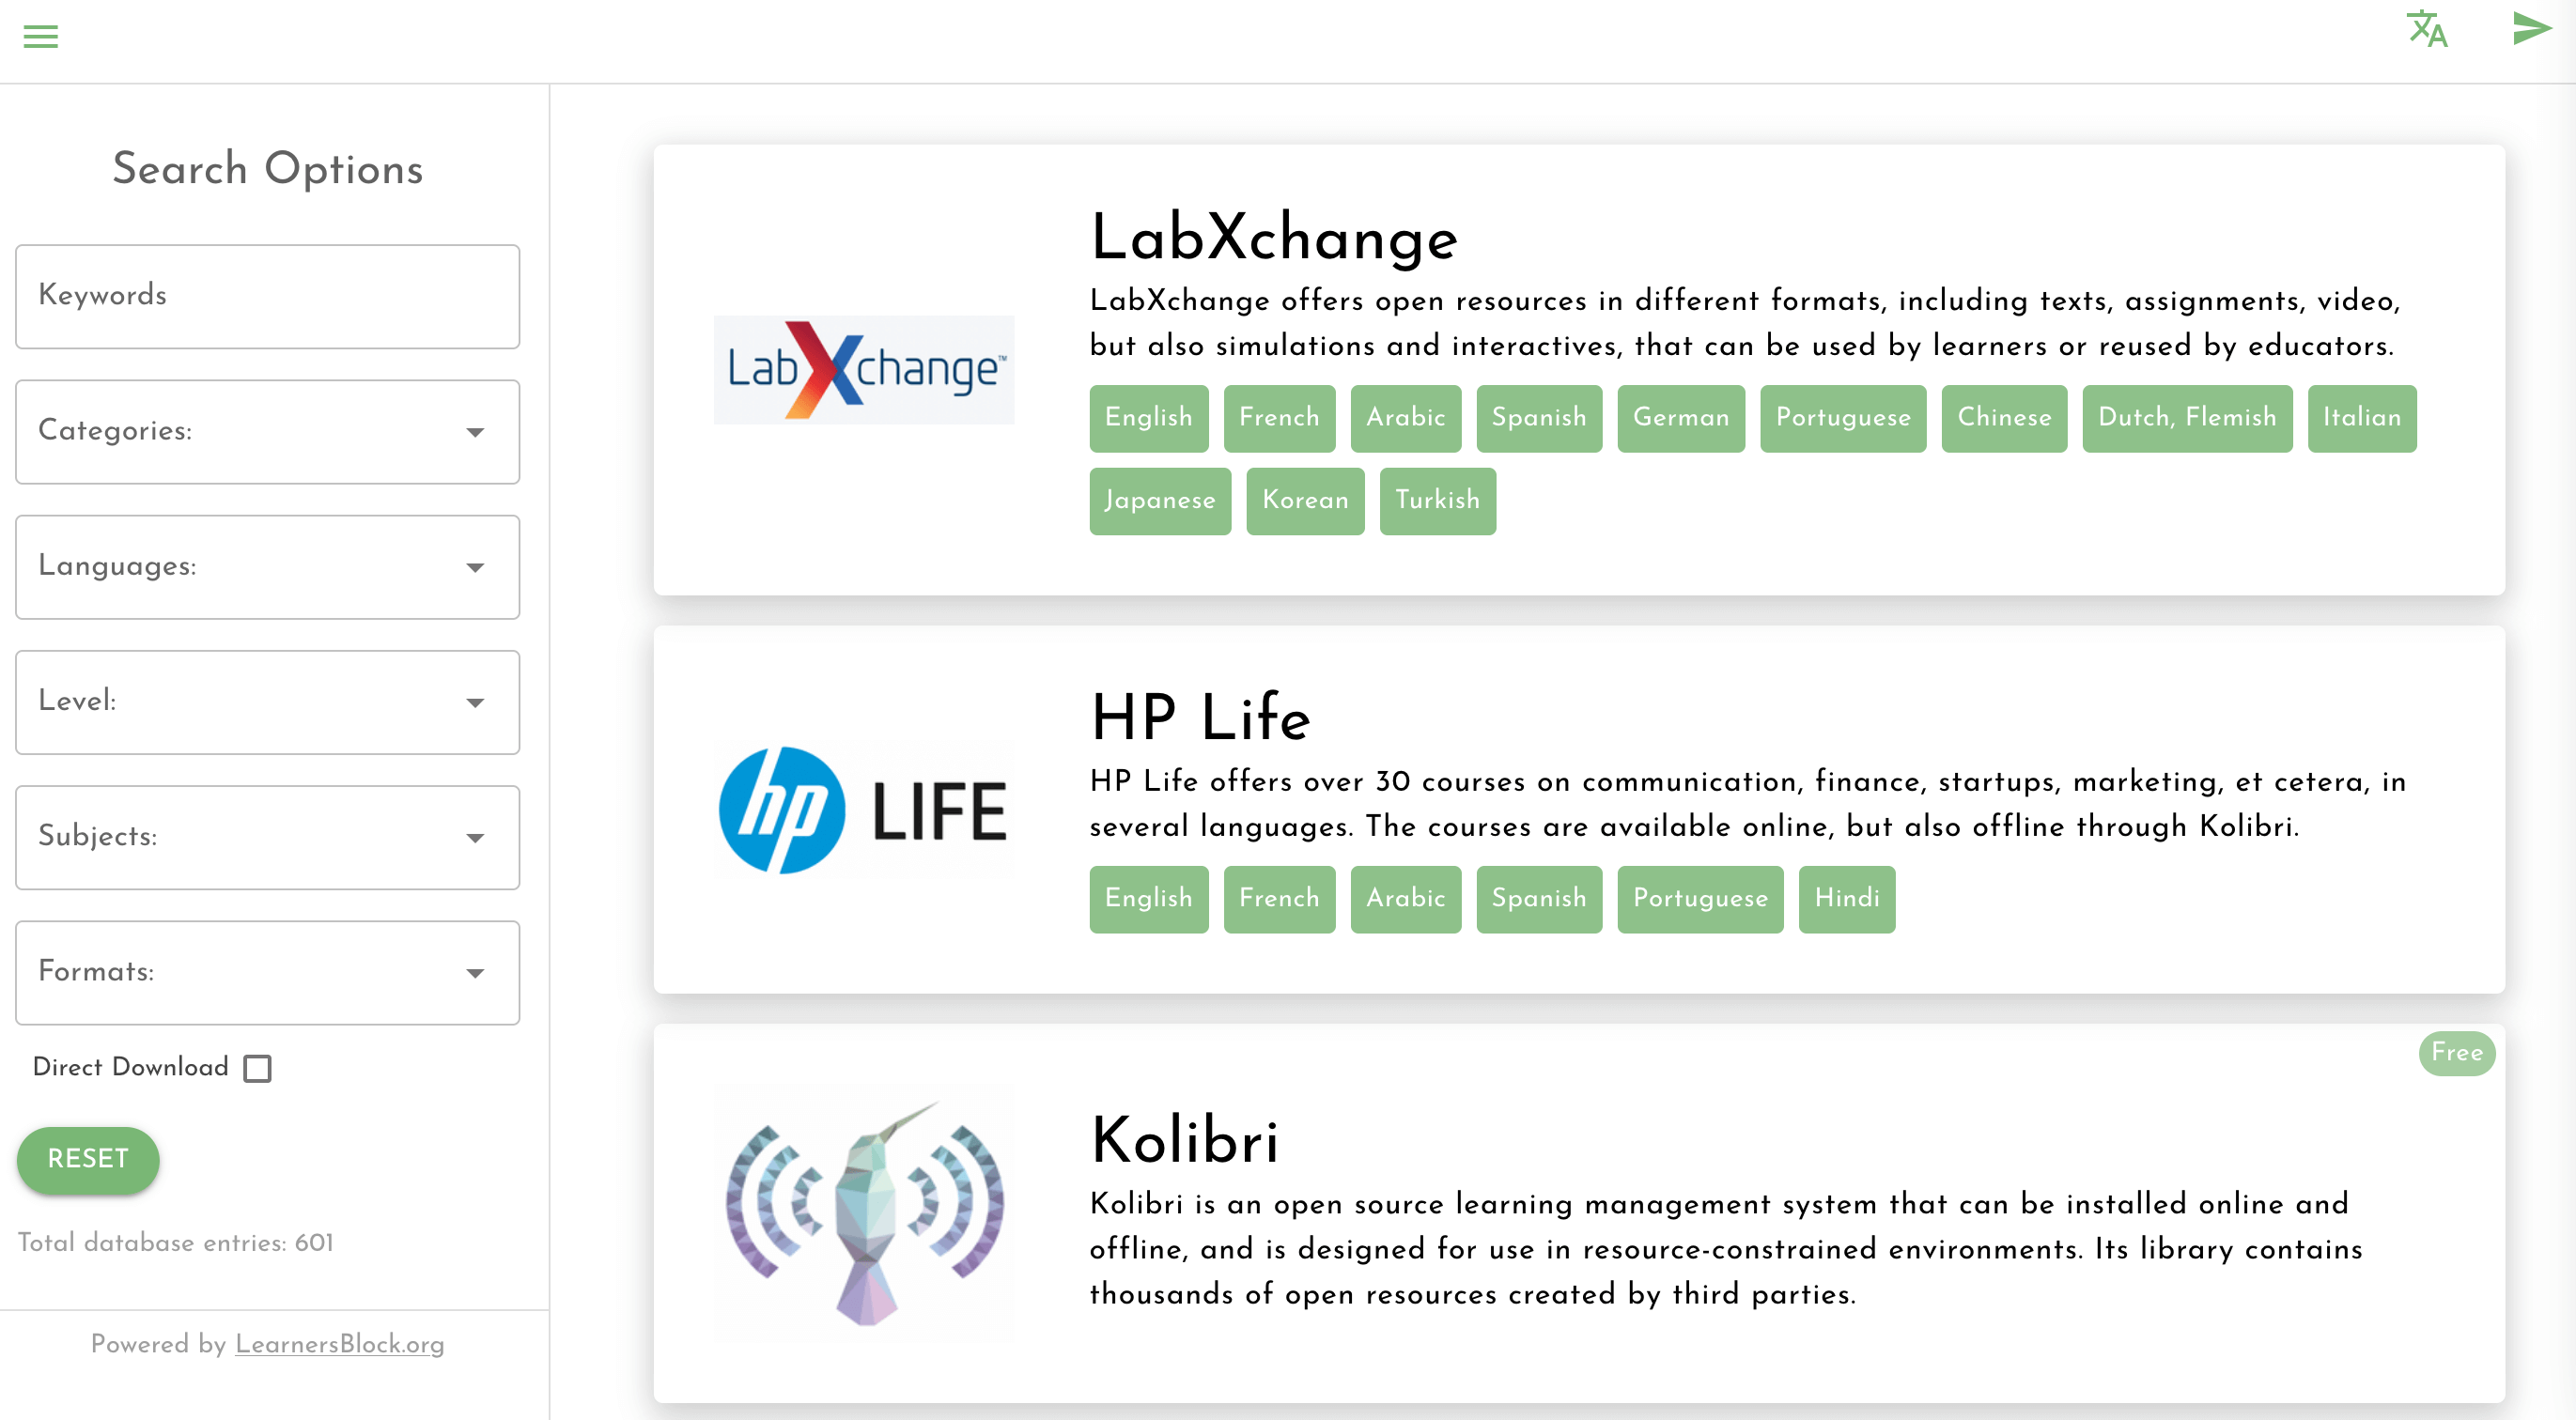 Search Options
Keywords
Categories:
Languages:
Level:
Subjects:
Formats:
Direct Download
RESET
Total database entries: 601
Powered by LearnersBlock.org
LabXchange™
LabXchange
LabXchange offers open resources in different formats, including texts, assignments, video,
but also simulations and interactives, that can be used by learners or reused by educators.
English French Arabic Spanish German Portuguese Chinese Dutch, Flemish Italian
Japanese Korean Turkish
hp LIFE
HP Life
HP Life offers over 30 courses on communication, finance, startups, marketing, et cetera, in
several languages. The courses are available online, but also offline through Kolibri.
English French Arabic Spanish Portuguese Hindi
Free
Kolibri
Kolibri is an open source learning management system that can be installed online and
offline, and is designed for use in resource-constrained environments. Its library contains
thousands of open resources created by third parties.